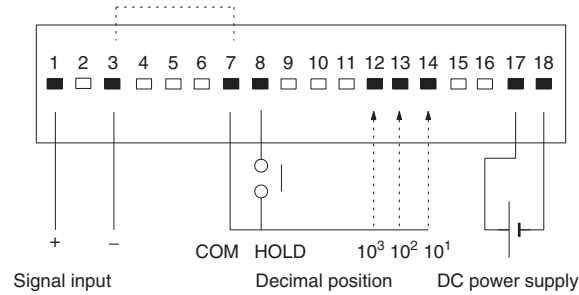 1 2 3 4 5 6 7 8 9 10 11 12 13 14 15 16 17 18
+ − COM HOLD 10³ 10² 10¹
Signal input Decimal position DC power supply